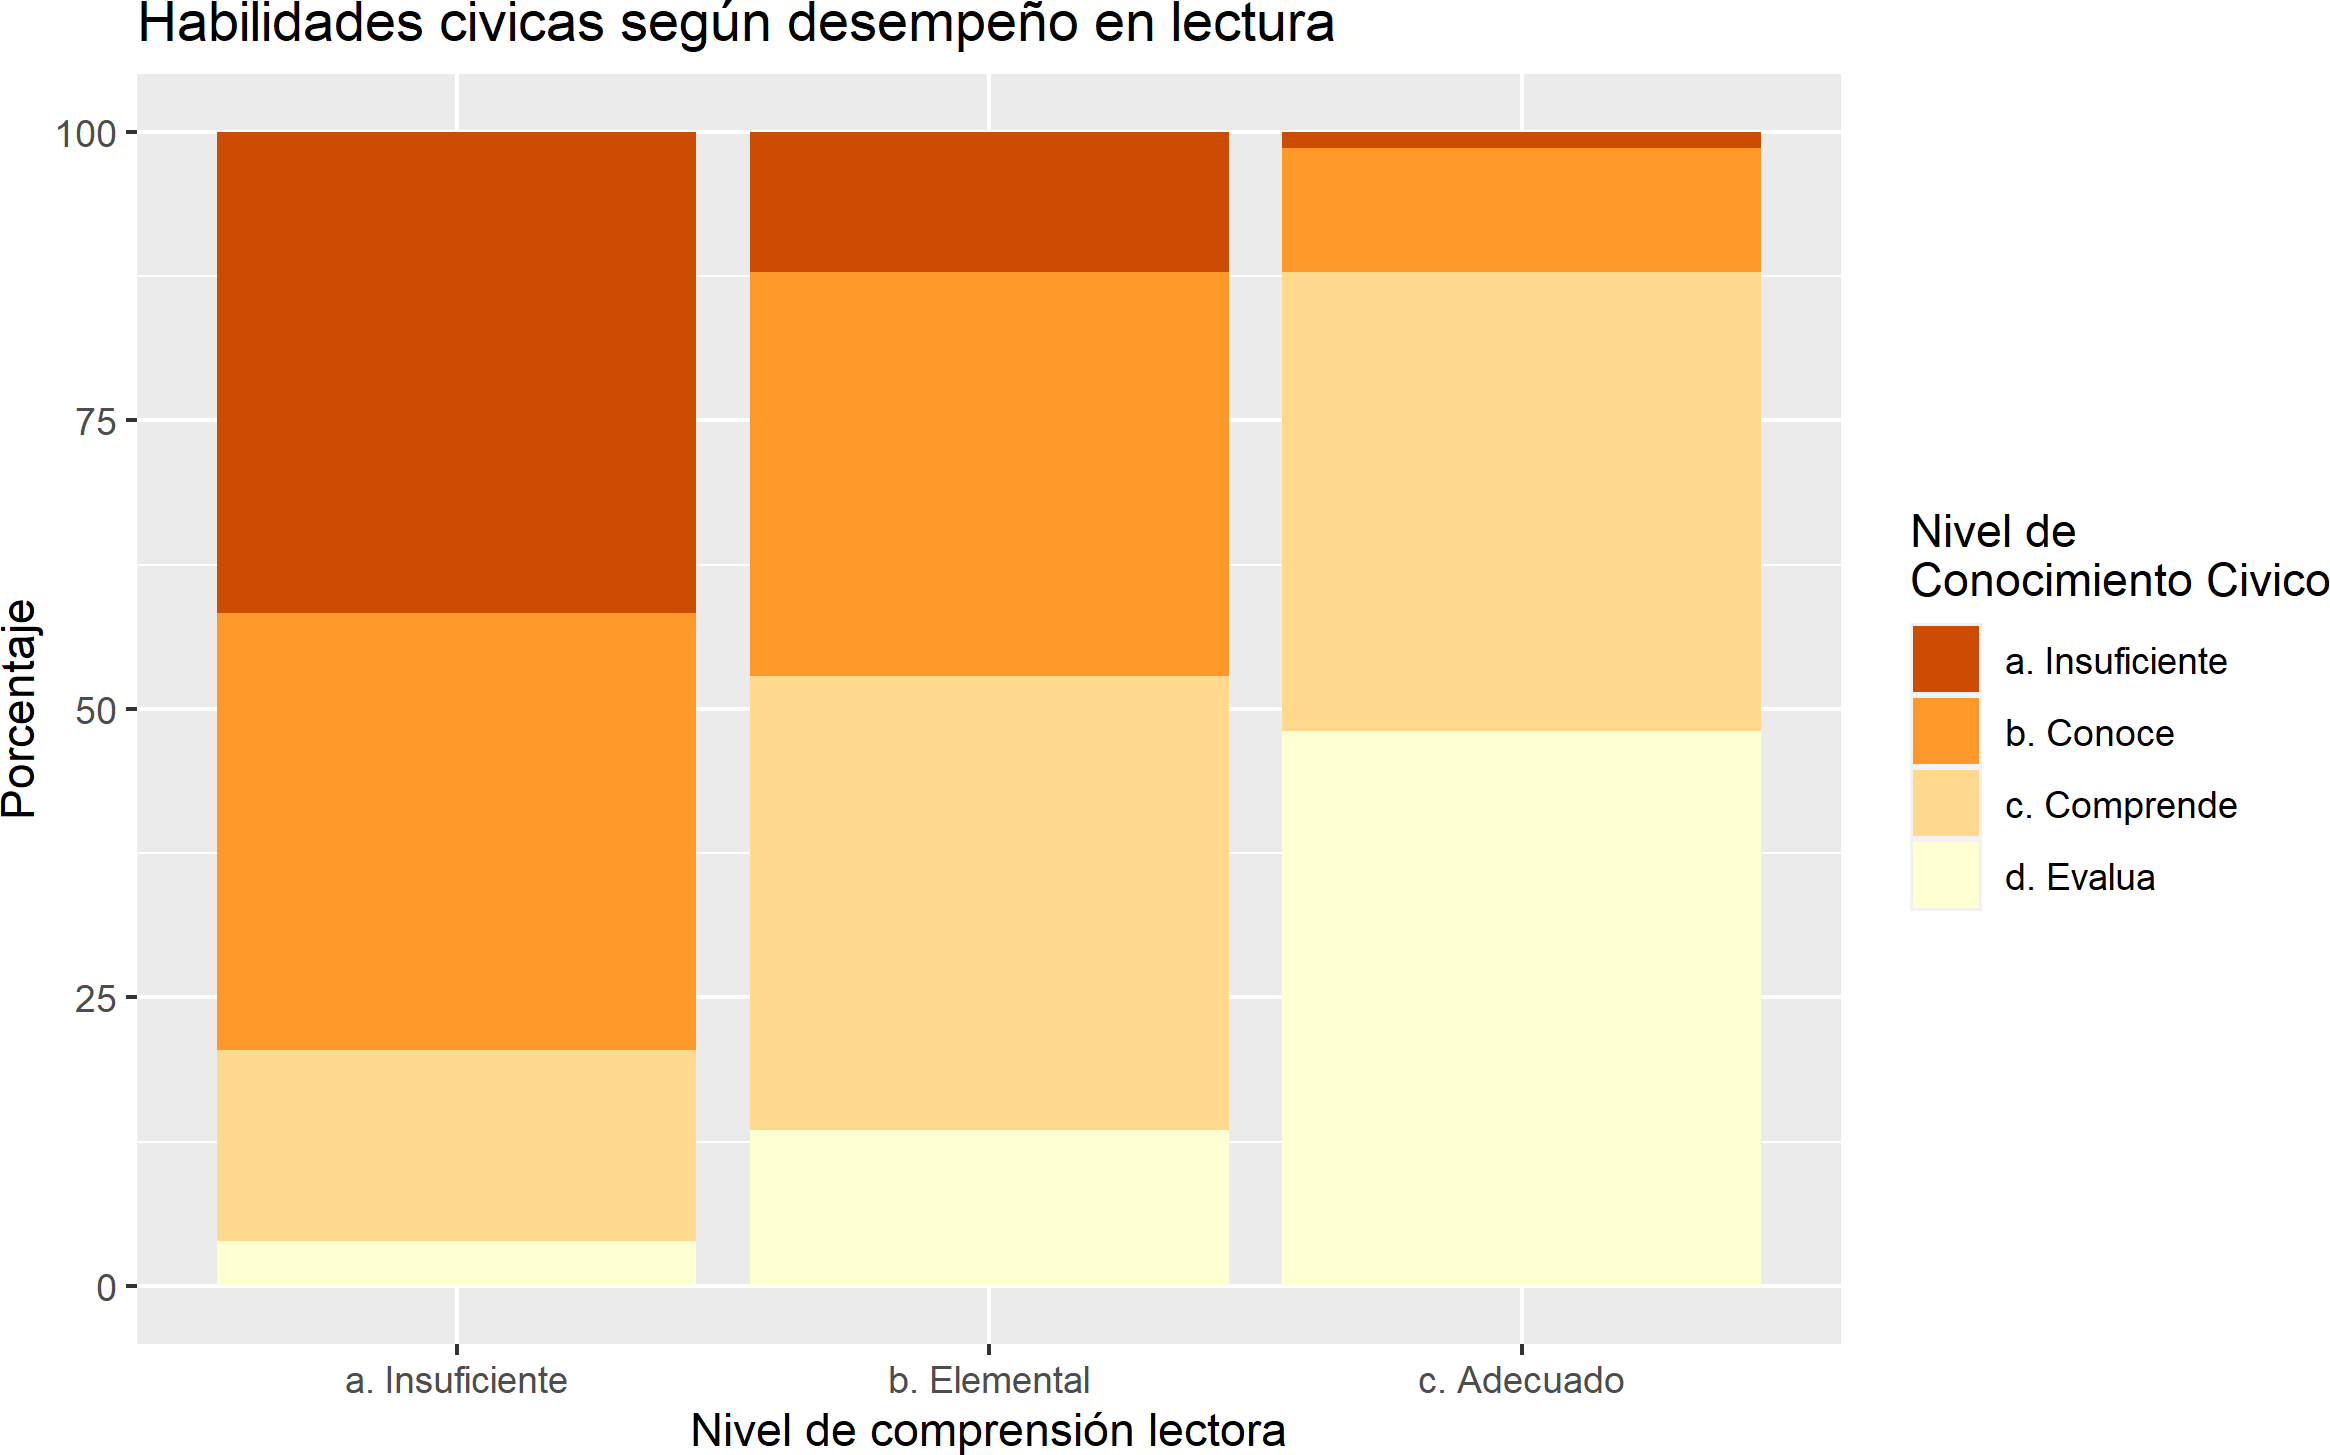 Habilidades civicas según desempeño en lectura
100
75
50
25
0
Porcentaje
a. Insuficiente
b. Elemental
c. Adecuado
Nivel de comprensión lectora
Nivel de
Conocimiento Civico
a. Insuficiente
b. Conoce
c. Comprende
d. Evalua